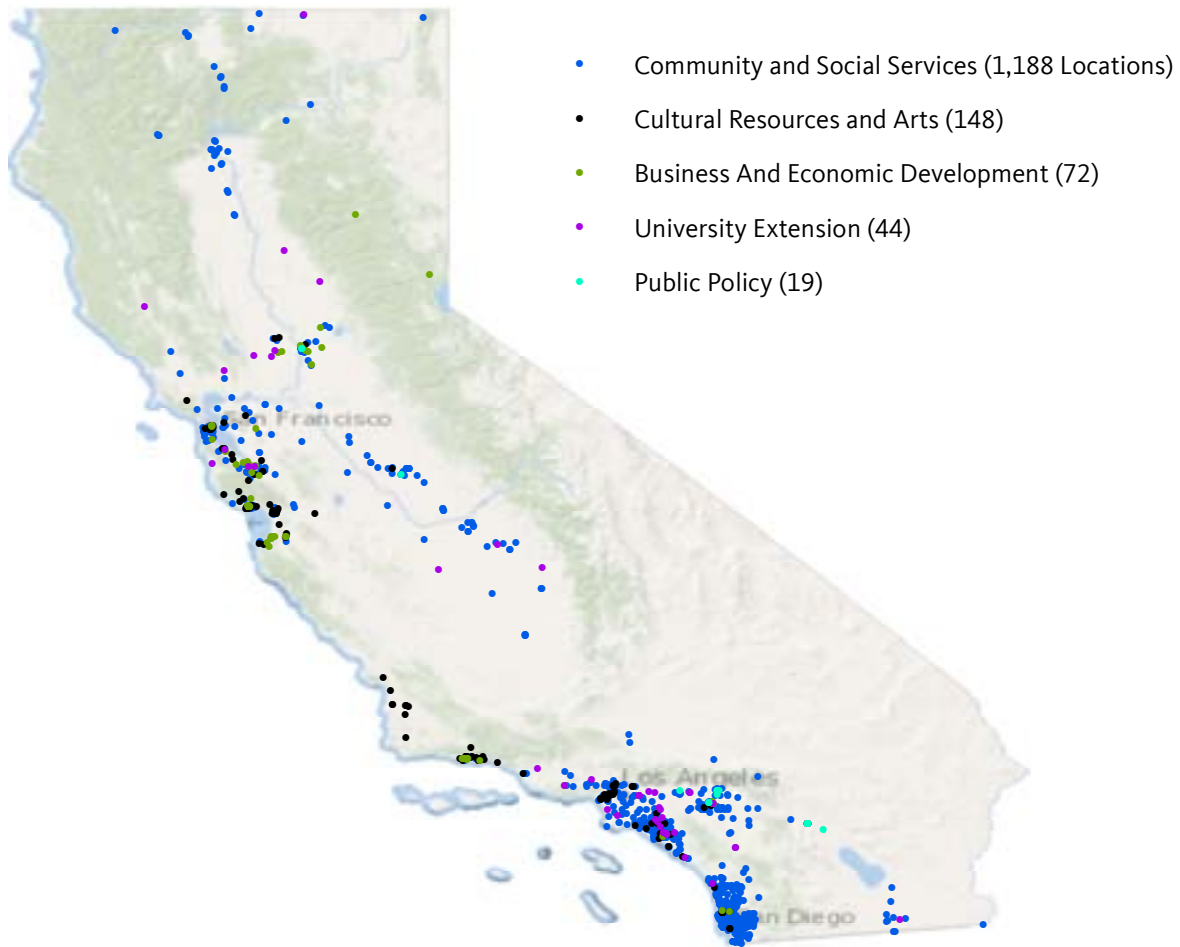 Community and Social Services (1,188 Locations)
Cultural Resources and Arts (148)
Business And Economic Development (72)
University Extension (44)
Public Policy (19)
San Francisco
Los Angeles
San Diego